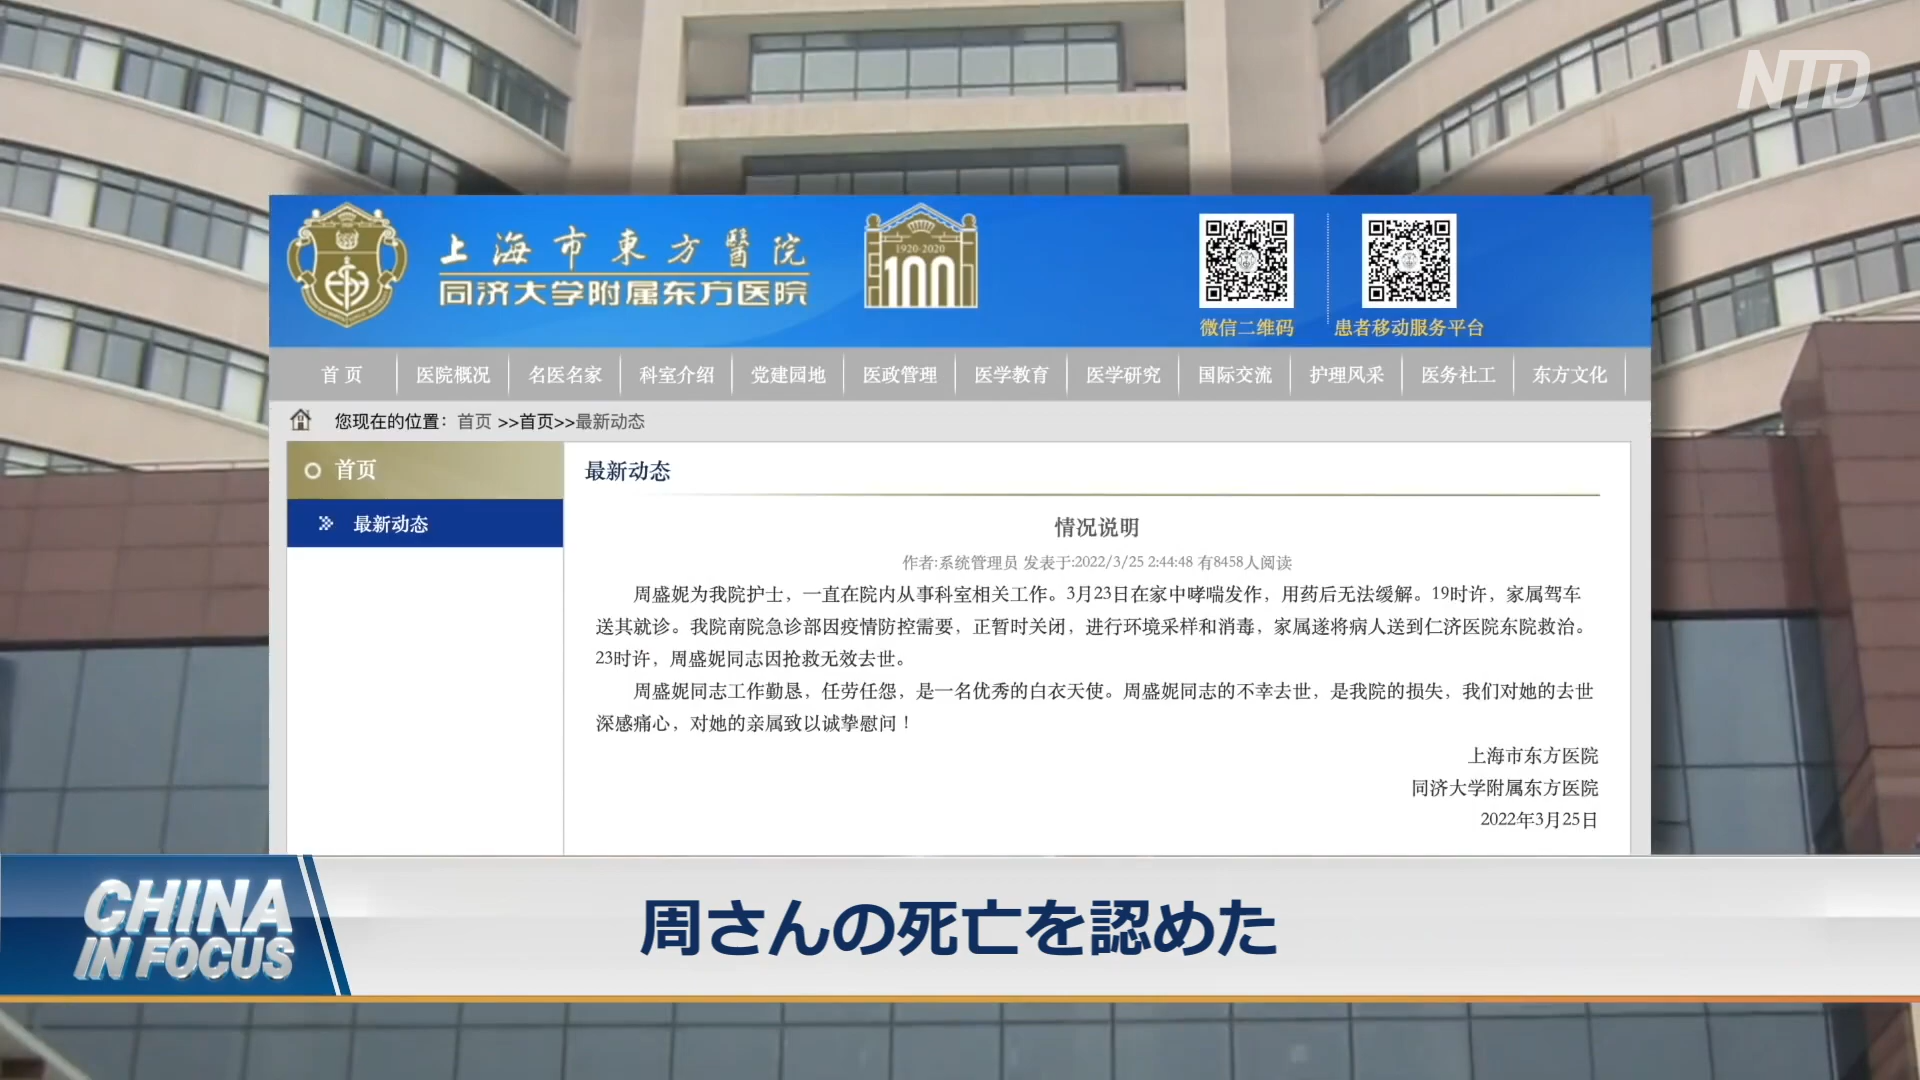 NTD
上海市東方醫院
同济大学附属东方医院
1920-2020
100
微信二维码
患者移动服务平台
首页 医院概况 名医名家 科室介绍 党建园地 医政管理 医学教育 医学研究 国际交流 护理风采 医务社工 东方文化
您现在的位置：首页 >>首页>>最新动态
首页
最新动态
最新动态
情况说明
作者:系统管理员 发表于:2022/3/25 2:44:48 有8458人阅读
周盛妮为我院护士，一直在院内从事科室相关工作。3月23日在家中哮喘发作，用药后无法缓解。19时许，家属驾车
送其就诊。我院南院急诊部因疫情防控需要，正暂时关闭，进行环境采样和消毒，家属遂将病人送到仁济医院东院救治。
23时许，周盛妮同志因抢救无效去世。
周盛妮同志工作勤恳，任劳任怨，是一名优秀的白衣天使。周盛妮同志的不幸去世，是我院的损失，我们对她的去世
深感痛心，对她的亲属致以诚挚慰问！
上海市东方医院
同济大学附属东方医院
2022年3月25日
CHINA
IN FOCUS
周さんの死亡を認めた